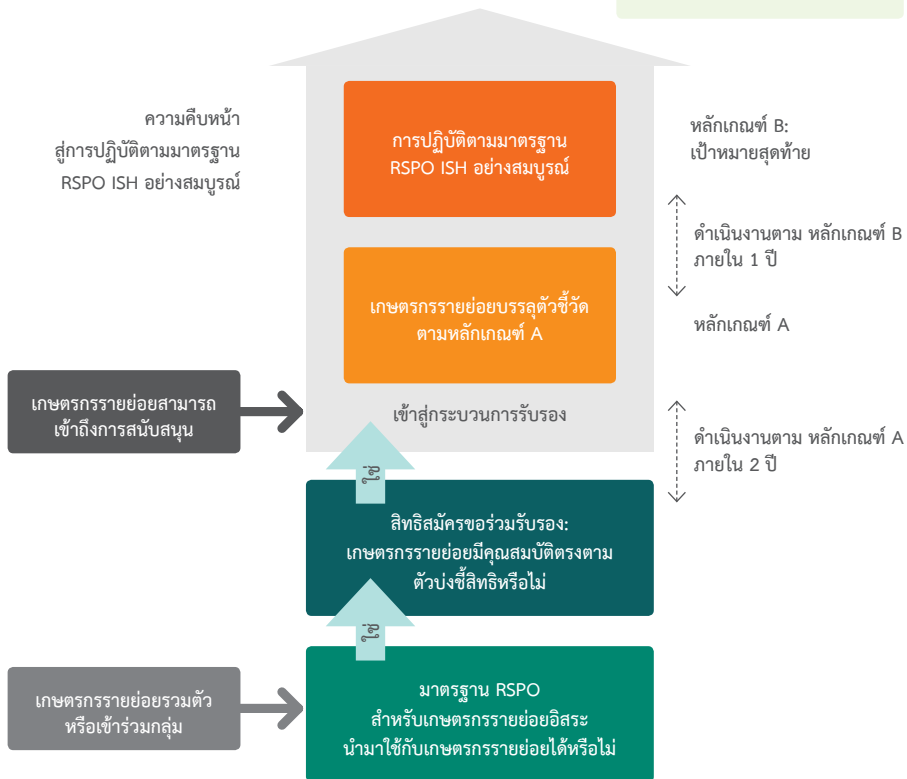 ความคืบหน้า
สู่การปฏิบัติตามมาตรฐาน
RSPO ISH อย่างสมบูรณ์
การปฏิบัติตามมาตรฐาน
RSPO ISH อย่างสมบูรณ์
หลักเกณฑ์ B:
เป้าหมายสุดท้าย
ดำเนินงานตาม หลักเกณฑ์ B
ภายใน 1 ปี
เกษตรกรรายย่อยบรรลุตัวชี้วัด
ตามหลักเกณฑ์ A
หลักเกณฑ์ A
เกษตรกรรายย่อยสามารถ
เข้าถึงการสนับสนุน
เข้าสู่กระบวนการรับรอง
ดำเนินงานตาม หลักเกณฑ์ A
ภายใน 2 ปี
ใช่
สิทธิสมัครขอร่วมรับรอง:
เกษตรกรรายย่อยมีคุณสมบัติตรงตาม
ตัวบ่งชี้สิทธิหรือไม่
ใช่
เกษตรกรรายย่อยรวมตัว
หรือเข้าร่วมกลุ่ม
มาตรฐาน RSPO
สำหรับเกษตรกรรายย่อยอิสระ
นำมาใช้กับเกษตรกรรายย่อยได้หรือไม่